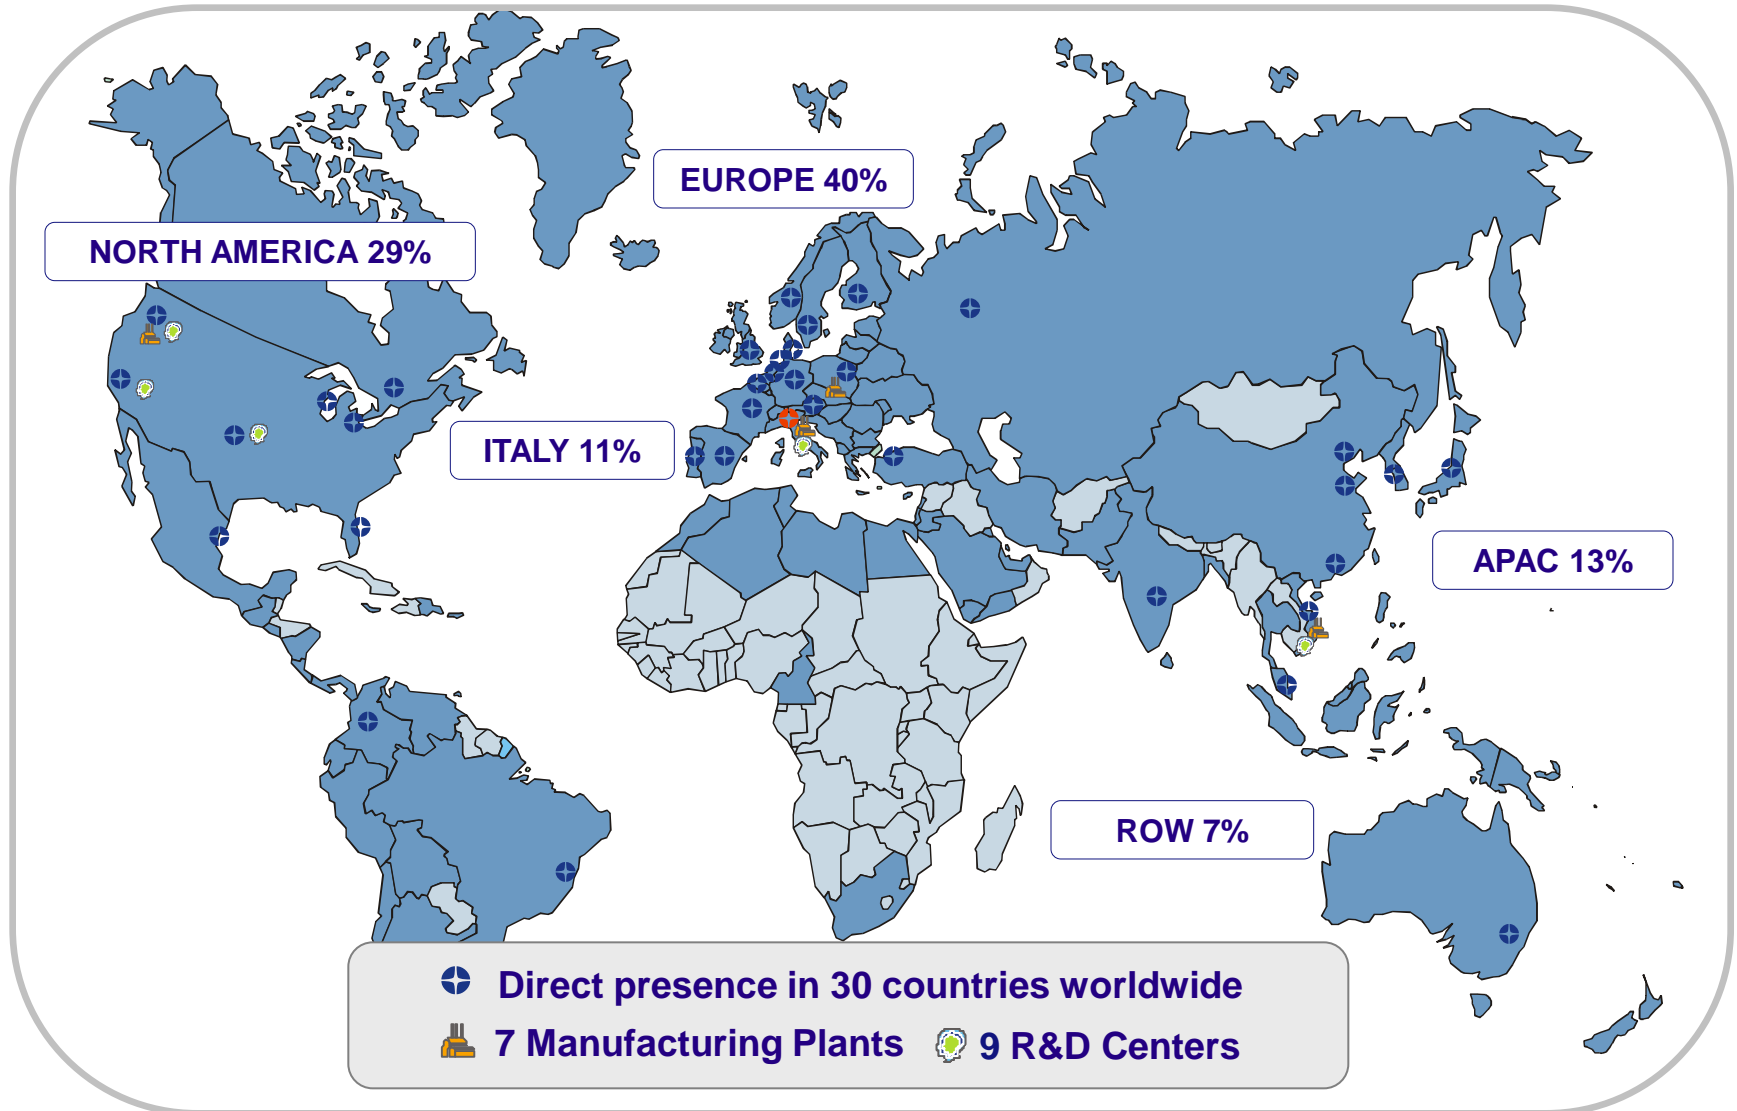 EUROPE 40%
NORTH AMERICA 29%
ITALY 11%
APAC 13%
ROW 7%
Direct presence in 30 countries worldwide
7 Manufacturing Plants
9 R&D Centers